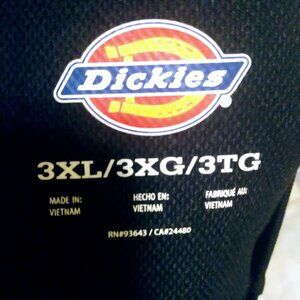 Dickies
3XL/3XG/3TG
MADE IN: HECHO EN: FABRIQUÉ AU:
VIETNAM VIETNAM VIETNAM
RN#93643 / CA#24480